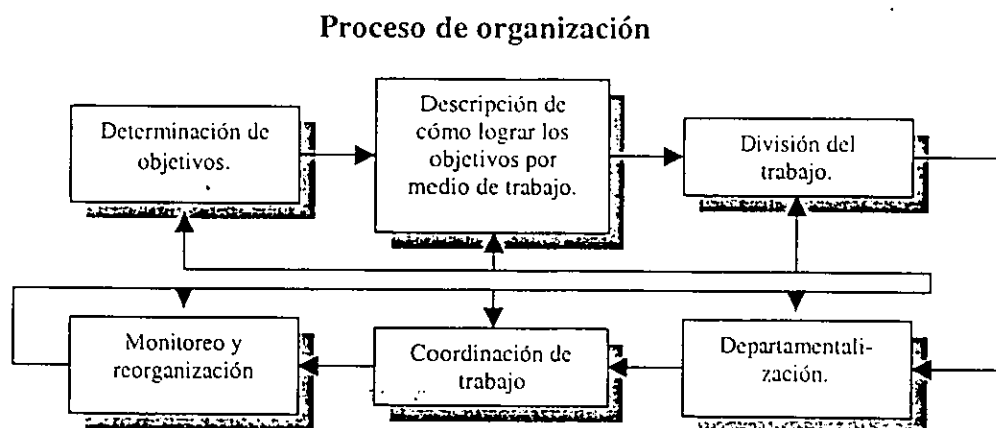 Proceso de organización
Determinación de
objetivos.
Descripción de
cómo lograr los
objetivos por
medio de trabajo.
División del
trabajo.
Monitoreo y
reorganización
Coordinación de
trabajo
Departamentali-
zación.